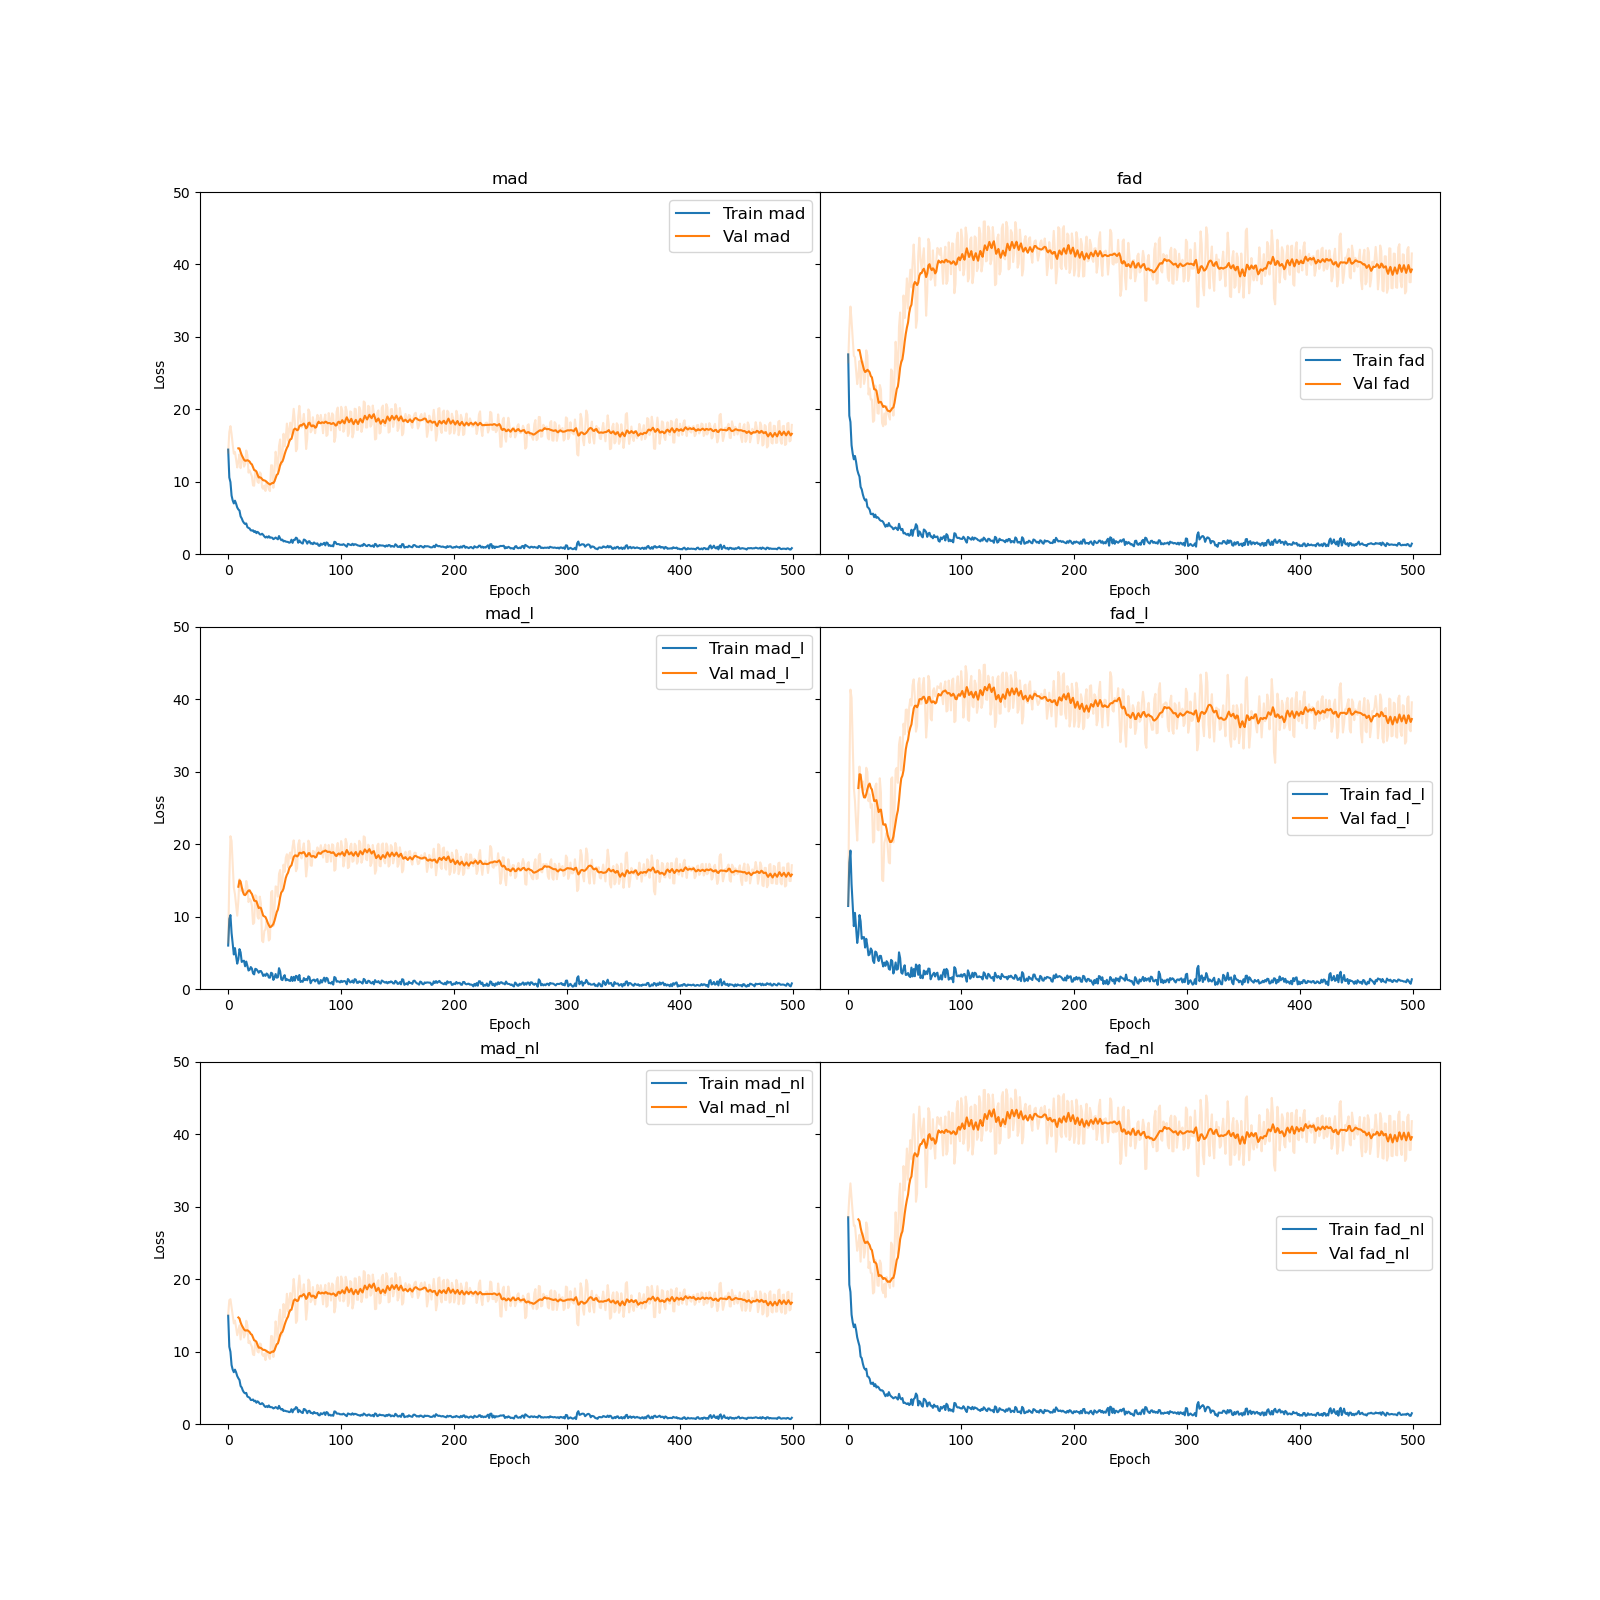 mad
fad
50
40
30
20
10
0
Loss
Train mad
Val mad
Train fad
Val fad
0 100 200 300 400 500
0 100 200 300 400 500
Epoch
Epoch
mad_l
fad_l
50
40
30
20
10
0
Loss
Train mad_l
Val mad_l
Train fad_l
Val fad_l
0 100 200 300 400 500
0 100 200 300 400 500
Epoch
Epoch
mad_nl
fad_nl
50
40
30
20
10
0
Loss
Train mad_nl
Val mad_nl
Train fad_nl
Val fad_nl
0 100 200 300 400 500
0 100 200 300 400 500
Epoch
Epoch